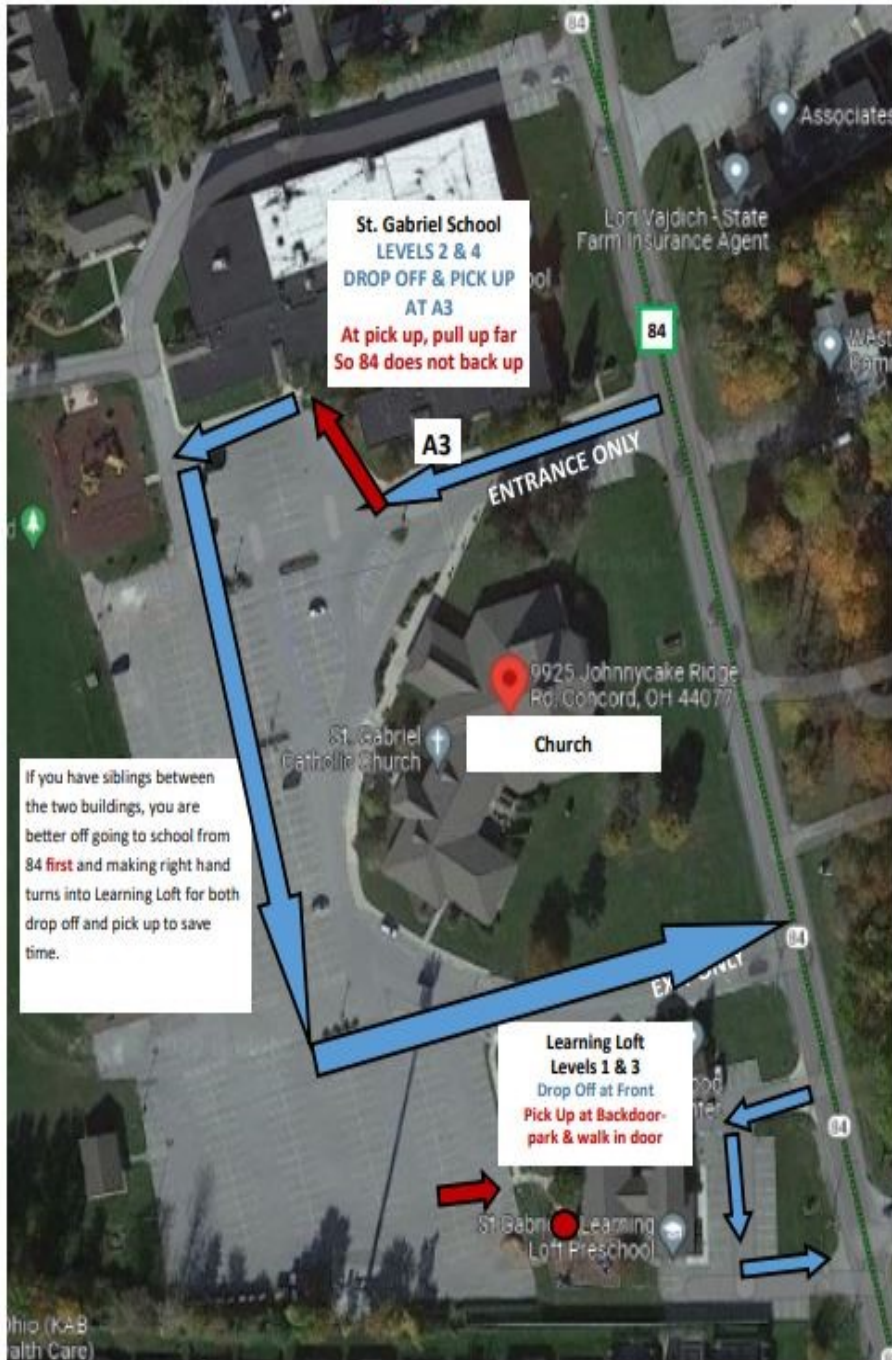 84
Associates
Lori Vajdich - State
Farm Insurance Agent
St. Gabriel School
LEVELS 2 & 4
DROP OFF & PICK UP
AT A3
At pick up, pull up far
So 84 does not back up
84
A3
ENTRANCE ONLY
9925 Johnnycake Ridge
Rd, Concord, OH 44077
St. Gabriel
Catholic Church
Church
If you have siblings between
the two buildings, you are
better off going to school from
84 first and making right hand
turns into Learning Loft for both
drop off and pick up to save
time.
84
ONLY
Learning Loft
Levels 1 & 3
Drop Off at Front
Pick Up at Backdoor-
park & walk in door
84
St Gabriel Learning
Loft Preschool
(KAB
Care)